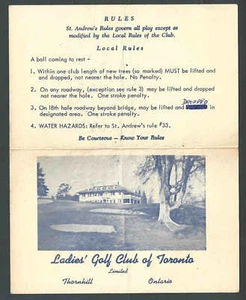 RULES
St. Andrew's Rules govern all play except as
modified by the Local Rules of the Club.
Local Rules
A ball coming to rest -
1. Within one club length of new trees (so marked) MUST be lifted
and dropped, not nearer the hole. No Penalty.
2. On any roadway, (exception see rule 3) may be lifted and dropped
not nearer the hole. One stroke penalty.
3. On 18th hole roadway beyond bridge, may be lifted and DROPPED
in designated area. One stroke penalty.
4. WATER HAZARDS: Refer to St. Andrew's rule #33.
Be Courteous - Know Your Rules
Ladies' Golf Club of Toronto
Limited
Thornhill Ontario